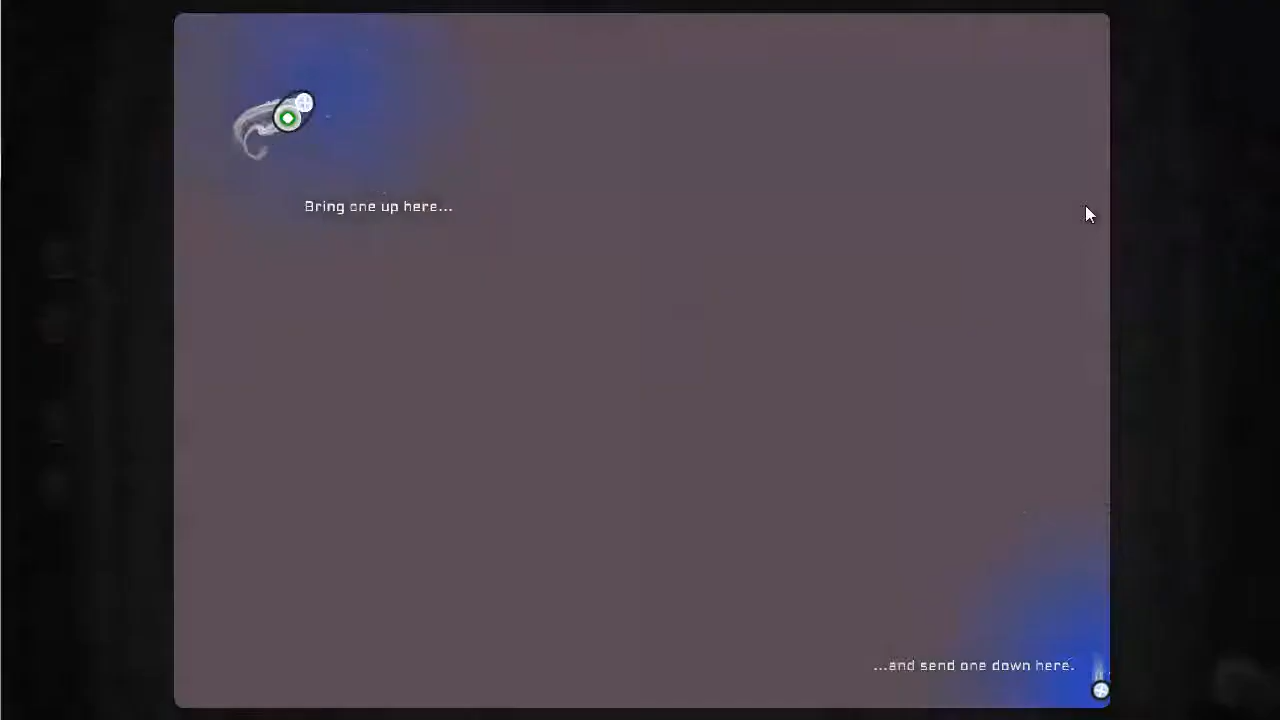 Bring one up here...
...and send one down here.